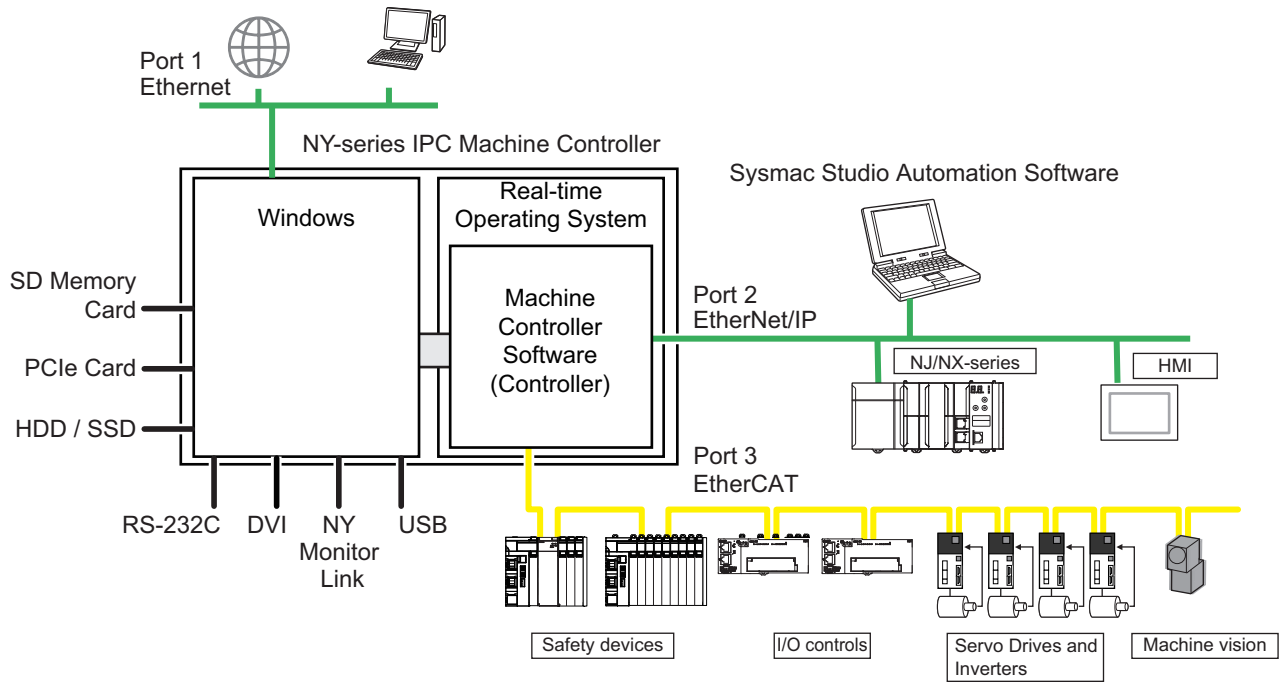 Port 1
Ethernet
NY-series IPC Machine Controller
Sysmac Studio Automation Software
Windows
Real-time
Operating System
Machine
Controller
Software
(Controller)
SD Memory
Card
PCIe Card
HDD / SSD
Port 2
EtherNet/IP
NJ/NX-series
HMI
Port 3
EtherCAT
RS-232C
DVI
NY
Monitor
Link
USB
Safety devices
I/O controls
Servo Drives and
Inverters
Machine vision